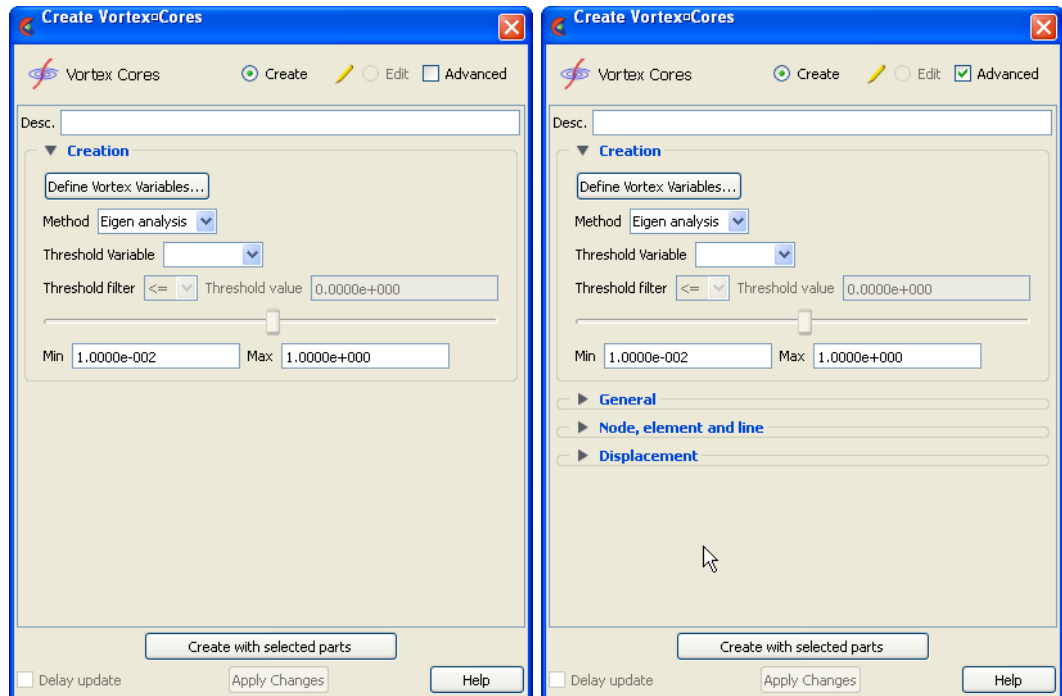 Create Vortex▫Cores
Vortex Cores Create Edit Advanced
Desc.
Creation
Define Vortex Variables...
Method Eigen analysis
Threshold Variable
Threshold filter <= Threshold value 0.0000e+000
Min 1.0000e-002 Max 1.0000e+000
Create with selected parts
Delay update Apply Changes Help
Create Vortex▫Cores
Vortex Cores Create Edit Advanced
Desc.
Creation
Define Vortex Variables...
Method Eigen analysis
Threshold Variable
Threshold filter <= Threshold value 0.0000e+000
Min 1.0000e-002 Max 1.0000e+000
General
Node, element and line
Displacement
Create with selected parts
Delay update Apply Changes Help